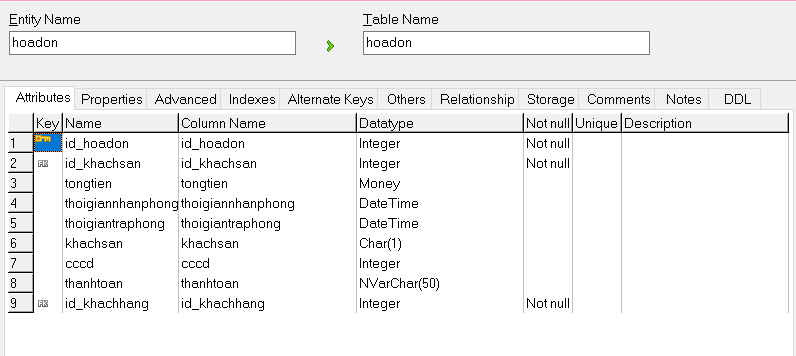 Entity Name Table Name
hoadon hoadon
Attributes Properties Advanced Indexes Alternate Keys Others Relationship Storage Comments Notes DDL
Key Name Column Name Datatype Not null Unique Description
1 id_hoadon id_hoadon Integer Not null
2 FK id_khachsan id_khachsan Integer Not null
3 tongtien tongtien Money
4 thoigiannhanphong thoigiannhanphong DateTime
5 thoigiantraphong thoigiantraphong DateTime
6 khachsan khachsan Char(1)
7 cccd cccd Integer
8 thanhtoan thanhtoan NVarChar(50)
9 FK id_khachhang id_khachhang Integer Not null